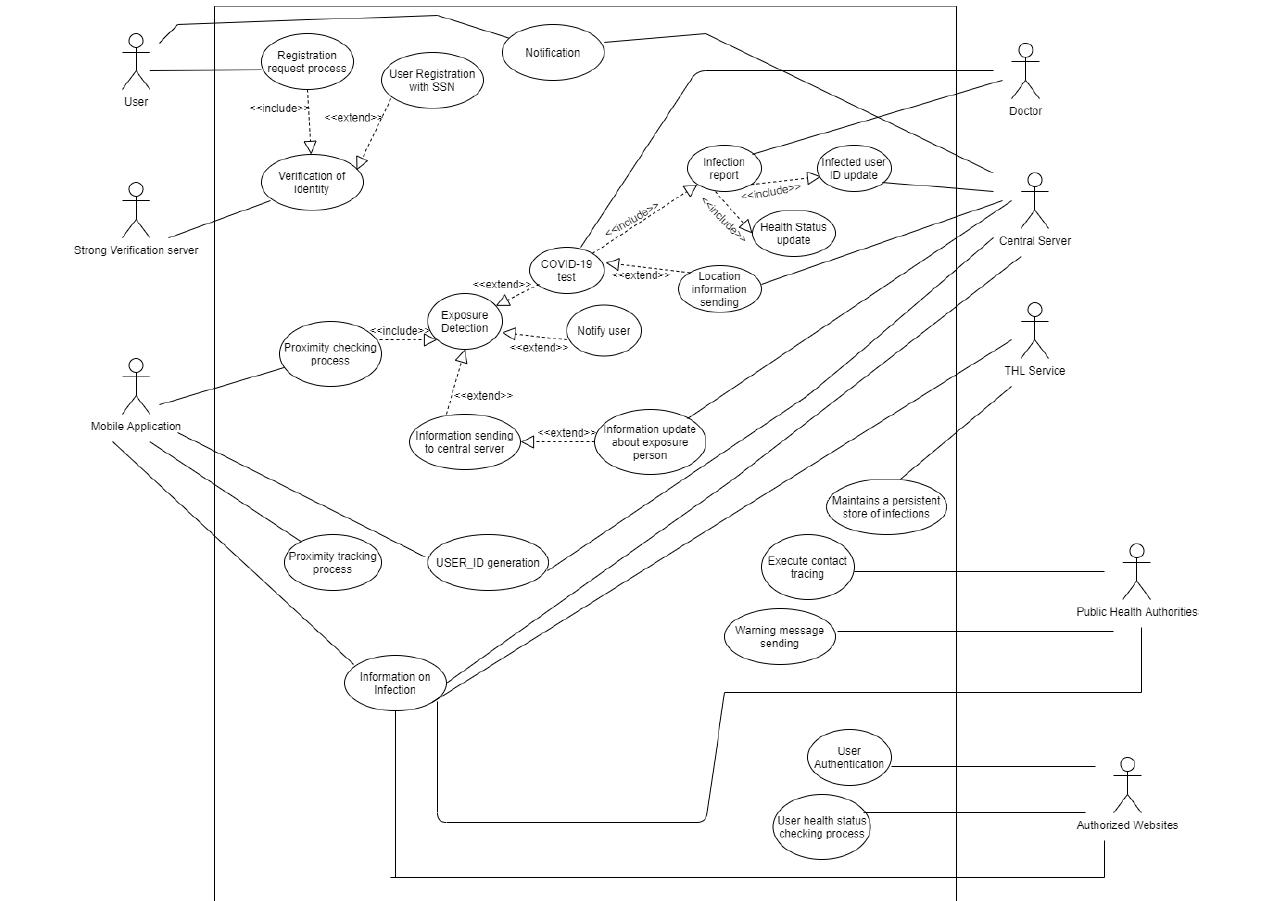 Notification
Registration
request process
User Registration
with SSN
User
Doctor
<<include>>
<<extend>>
Verification of
Identity
Infection
report
Infected user
ID update
<<include>>
<<include>>
<<include>>
Health Status
update
Strong Verification server
Central Server
COVID-19
test
<<extend>>
Location
information
sending
<<extend>>
Exposure
Detection
Notify user
<<extend>>
<<include>>
Proximity checking
process
THL Service
<<extend>>
Mobile Application
Information sending
to central server
<<extend>>
Information update
about exposure
person
Maintains a persistent
store of infections
Proximity tracking
process
USER_ID generation
Execute contact
tracing
Public Health Authorities
Warning message
sending
Information on
Infection
User
Authentication
User health status
checking process
Authorized Websites